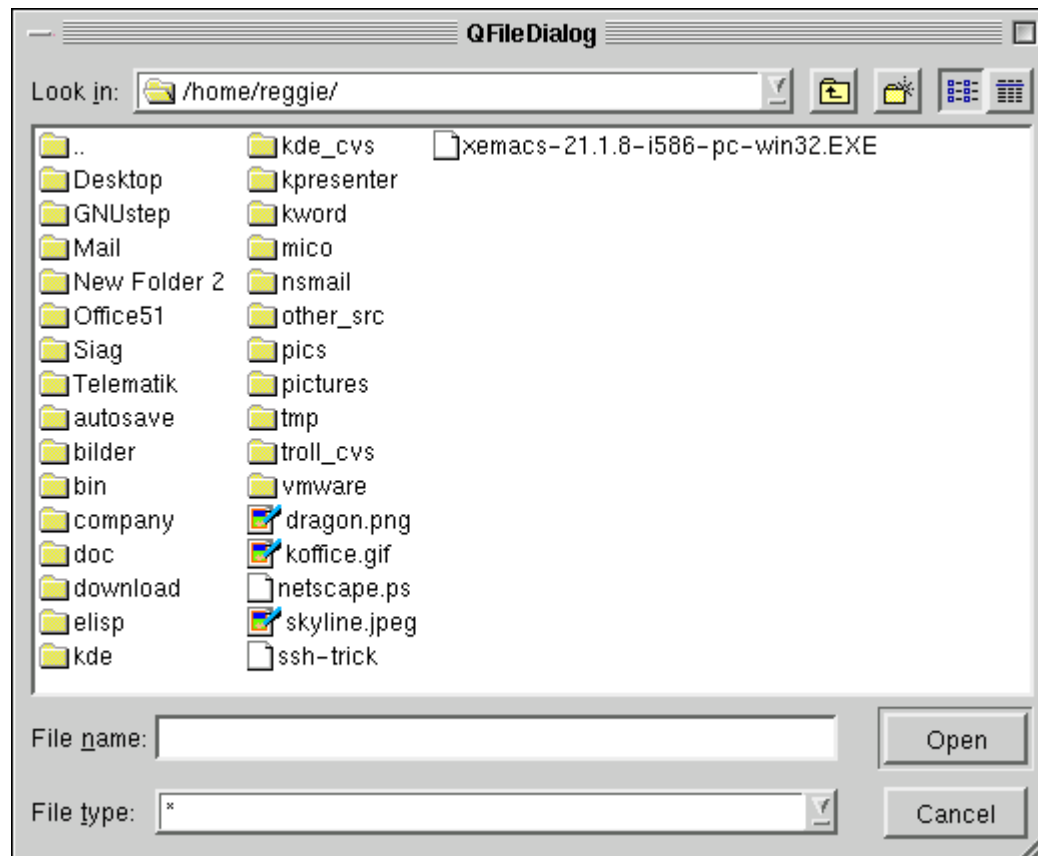 QFileDialog
Look in: /home/reggie/
..
Desktop
GNUstep
Mail
New Folder 2
Office51
Siag
Telematik
autosave
bilder
bin
company
doc
download
elisp
kde
kde_cvs
kpresenter
kword
mico
nsmail
other_src
pics
pictures
tmp
troll_cvs
vmware
dragon.png
koffice.gif
netscape.ps
skyline.jpeg
ssh-trick
xemacs-21.1.8-i586-pc-win32.EXE
File name:
Open
File type: *
Cancel